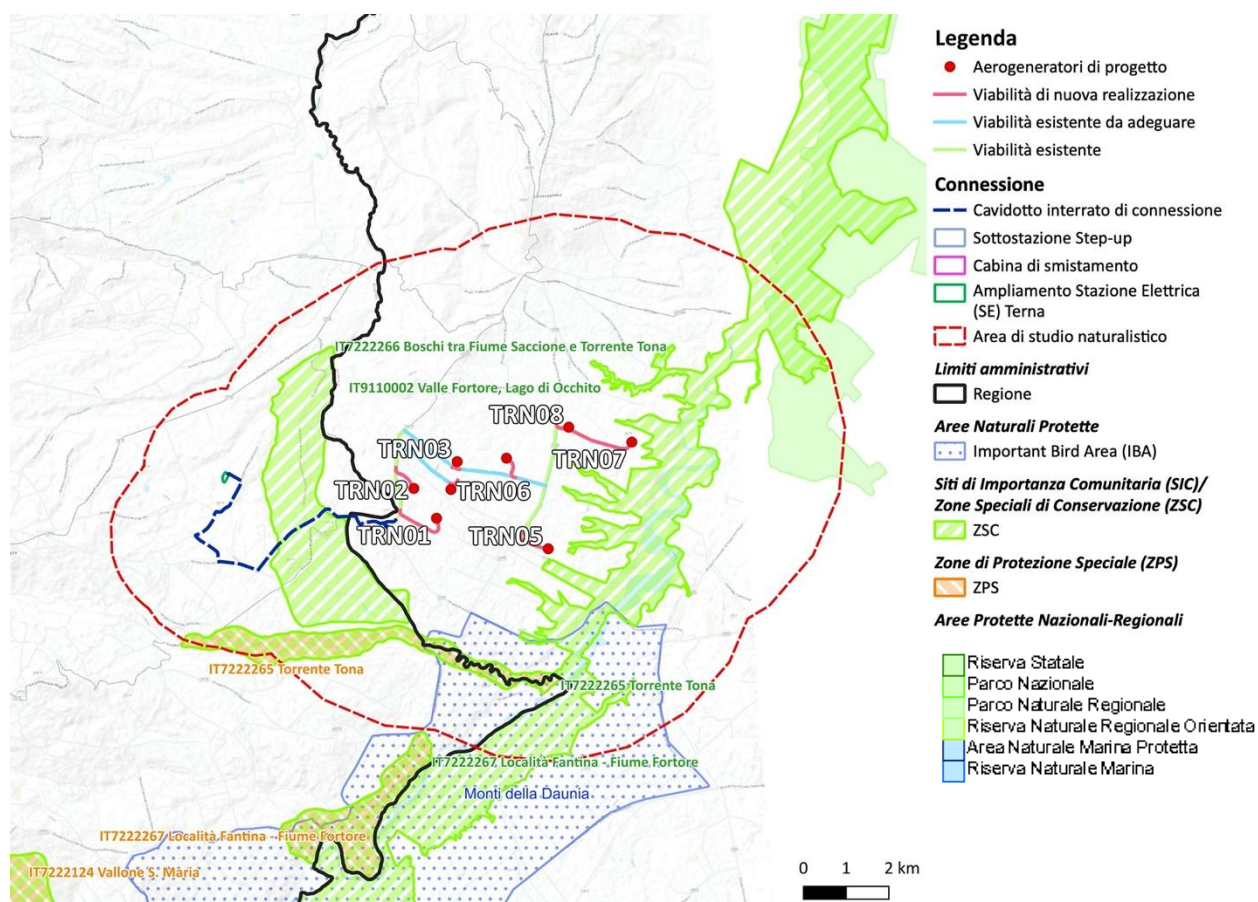 IT7222266 Boschi tra Fiume Saccione e Torrente Tona
IT9110002 Valle Fortore, Lago di Occhito
TRN08
TRN03
TRN07
TRN02
TRN06
TRN01
TRN05
IT7222265 Torrente Tona
IT7222265 Torrente Tona
IT7222267 Località Fantina - Fiume Fortore
Monti della Daunia
IT7222267 Località Fantina - Fiume Fortore
IT7222124 Vallone S. Maria
0 1 2 km
Legenda
Aerogeneratori di progetto
Viabilità di nuova realizzazione
Viabilità esistente da adeguare
Viabilità esistente
Connessione
Cavidotto interrato di connessione
Sottostazione Step-up
Cabina di smistamento
Ampliamento Stazione Elettrica
(SE) Terna
Area di studio naturalistico
Limiti amministrativi
Regione
Aree Naturali Protette
Important Bird Area (IBA)
Siti di Importanza Comunitaria (SIC)/
Zone Speciali di Conservazione (ZSC)
ZSC
Zone di Protezione Speciale (ZPS)
ZPS
Aree Protette Nazionali-Regionali
Riserva Statale
Parco Nazionale
Parco Naturale Regionale
Riserva Naturale Regionale Orientata
Area Naturale Marina Protetta
Riserva Naturale Marina